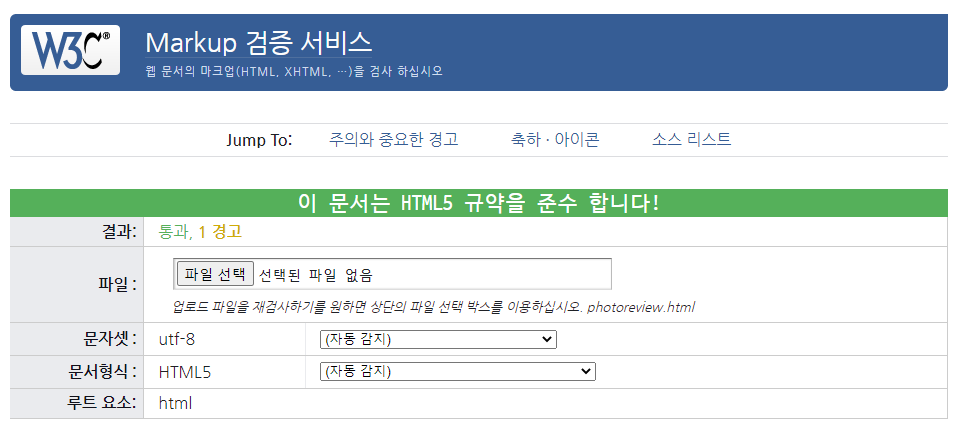 W3C® Markup 검증 서비스
웹 문서의 마크업(HTML, XHTML, …)을 검사 하십시오
Jump To: 주의와 중요한 경고 축하 · 아이콘 소스 리스트
이 문서는 HTML5 규약을 준수 합니다!
결과: 통과, 1 경고
파일 : 파일 선택 선택된 파일 없음
업로드 파일을 재검사하기를 원하면 상단의 파일 선택 박스를 이용하십시오. photoreview.html
문자셋 : utf-8 (자동 감지)
문서형식 : HTML5 (자동 감지)
루트 요소: html